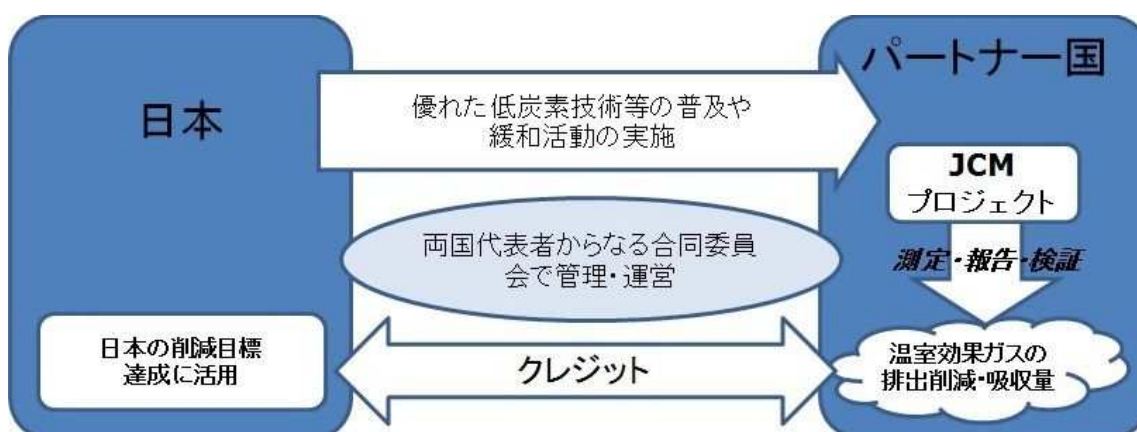 日本
優れた低炭素技術等の普及や
緩和活動の実施
パートナー国
JCM
プロジェクト
両国代表者からなる合同委員
会で管理・運営
測定・報告・検証
日本の削減目標
達成に活用
クレジット
温室効果ガスの
排出削減・吸収量